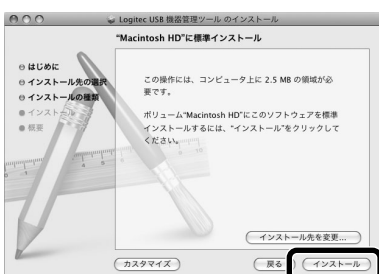 Logitec USB 機器管理ツール のインストール
"Macintosh HD"に標準インストール
はじめに
インストール先の選択
インストールの種類
インストール
概要
この操作には、コンピュータ上に 2.5 MB の領域が必
要です。
ボリューム"Macintosh HD"にこのソフトウェアを標準
インストールするには、"インストール"をクリックして
ください。
インストール先を変更...
カスタマイズ
戻る
インストール